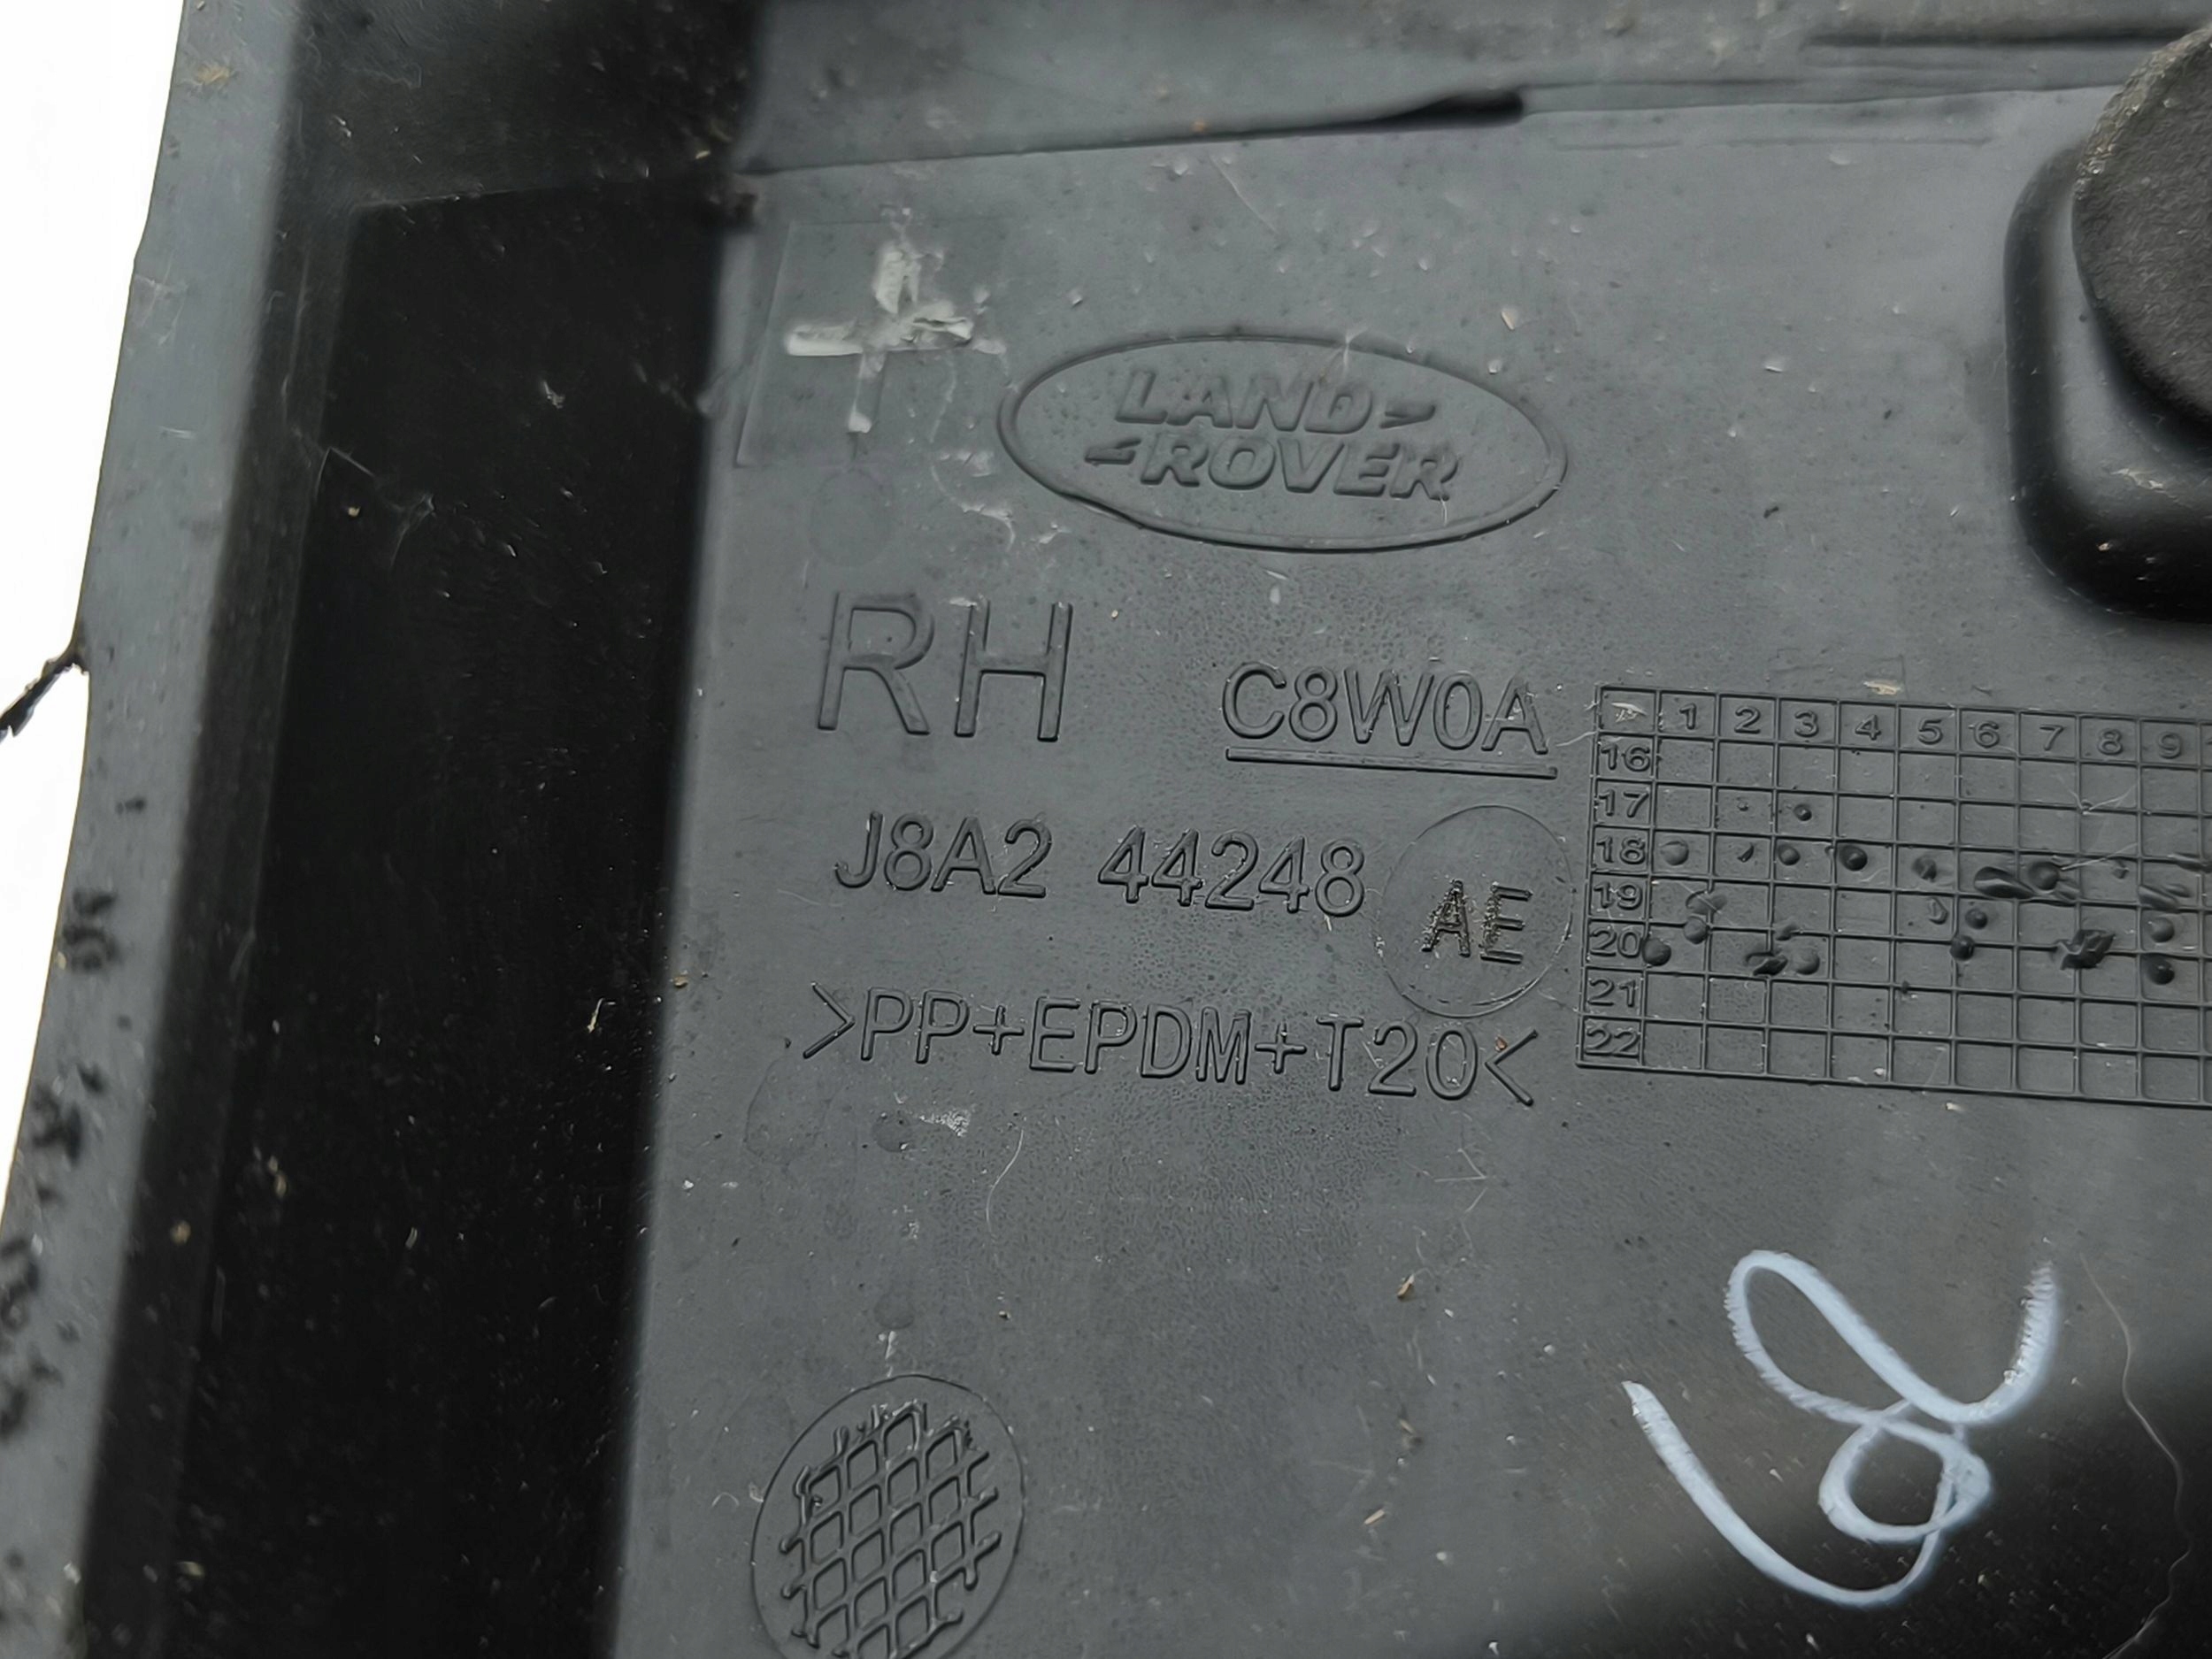 LAND
ROVER
RH
C8W0A
J8A2 44248 AE
>PP+EPDM+T20<
1 2 3 4 5 6 7 8 9
16
17
18
19
20
21
22